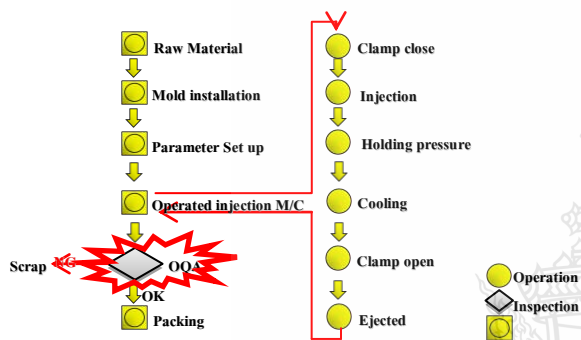 Raw Material
Mold installation
Parameter Set up
Operated injection M/C
Scrap
NG
OQA
OK
Packing
Clamp close
Injection
Holding pressure
Cooling
Clamp open
Ejected
Operation
Inspection